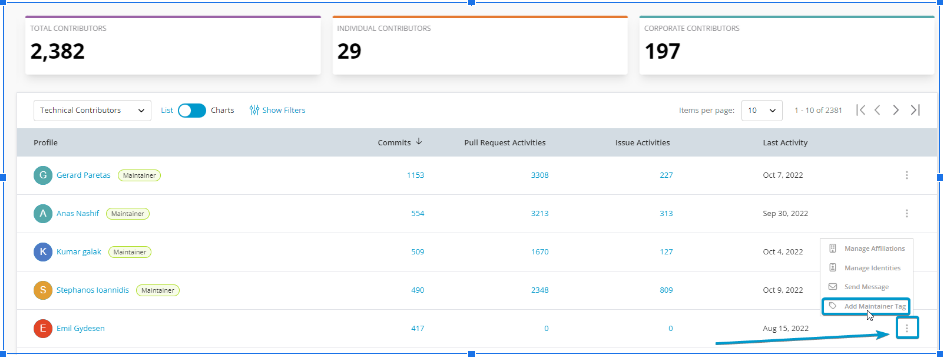 TOTAL CONTRIBUTORS INDIVIDUAL CONTRIBUTORS CORPORATE CONTRIBUTORS
2,382 29 197
Technical Contributors List Charts Show Filters Items per page: 10 1 - 10 of 2381
Profile Commits Pull Request Activities Issue Activities Last Activity
G Gerard Paretas Maintainer 1153 3308 227 Oct 7, 2022
A Anas Nashif Maintainer 554 3213 313 Sep 30, 2022
K Kumar galak Maintainer 509 1670 127 Oct 4, 2022
Manage Affiliations
Manage Identities
S Stephanos Ioannidis Maintainer 490 2348 809 Oct 9, 2022
Send Message
Add Maintainer Tag
E Emil Gydesen 417 0 0 Aug 15, 2022